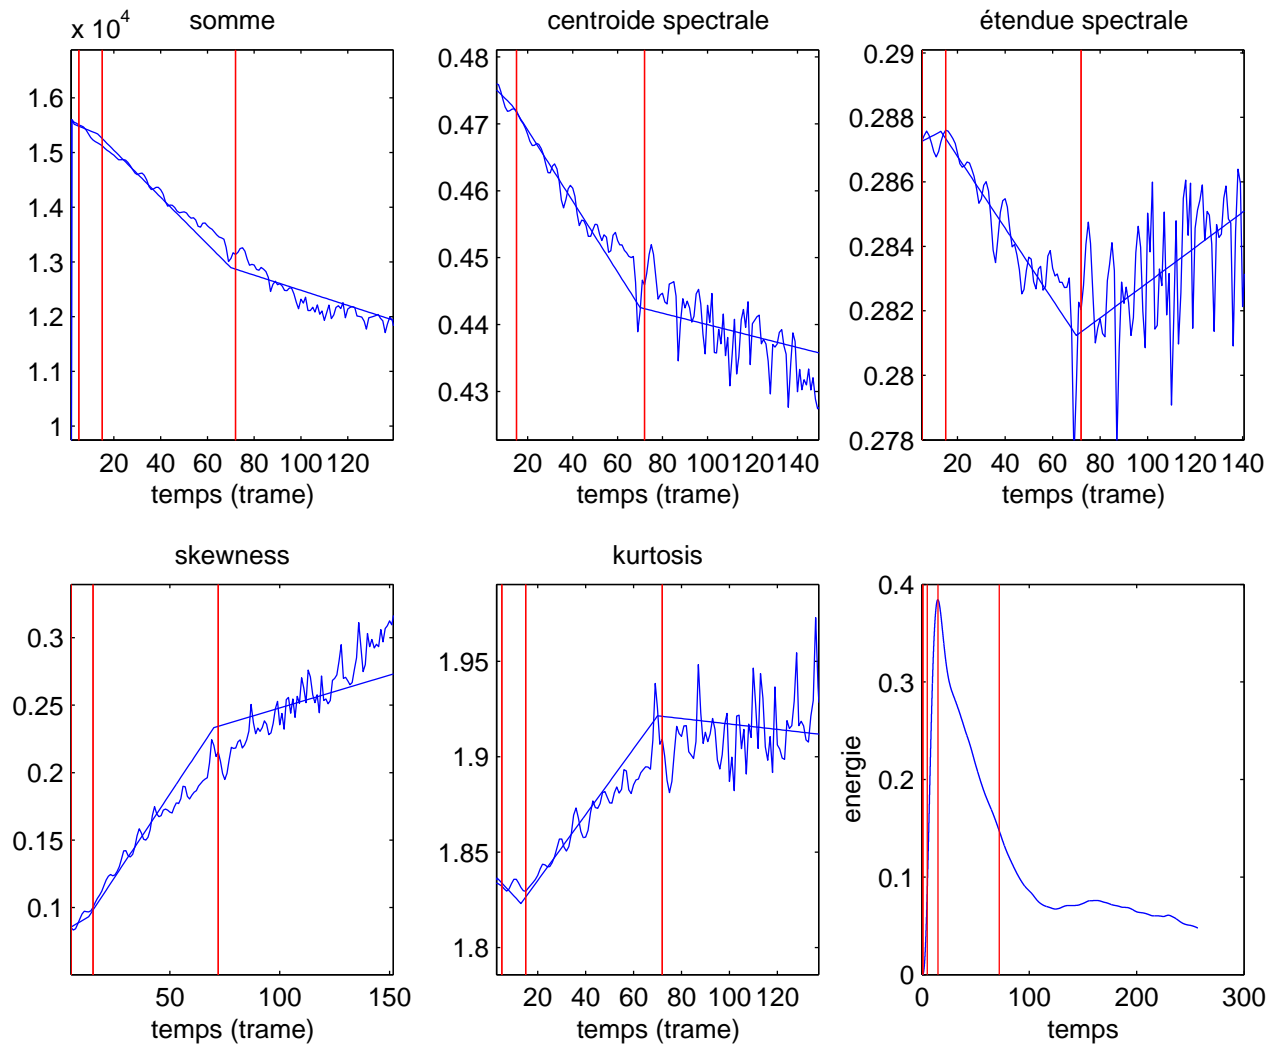 somme
x 10^4
1.6
1.5
1.4
1.3
1.2
1.1
1
20 40 60 80 100 120
temps (trame)
centroide spectrale
0.48
0.47
0.46
0.45
0.44
0.43
20 40 60 80 100 120 140
temps (trame)
étendue spectrale
0.29
0.288
0.286
0.284
0.282
0.28
0.278
20 40 60 80 100 120 140
temps (trame)
skewness
0.3
0.25
0.2
0.15
0.1
50 100 150
temps (trame)
kurtosis
1.95
1.9
1.85
1.8
20 40 60 80 100 120
temps (trame)
energie
0.4
0.3
0.2
0.1
0
0 100 200 300
temps